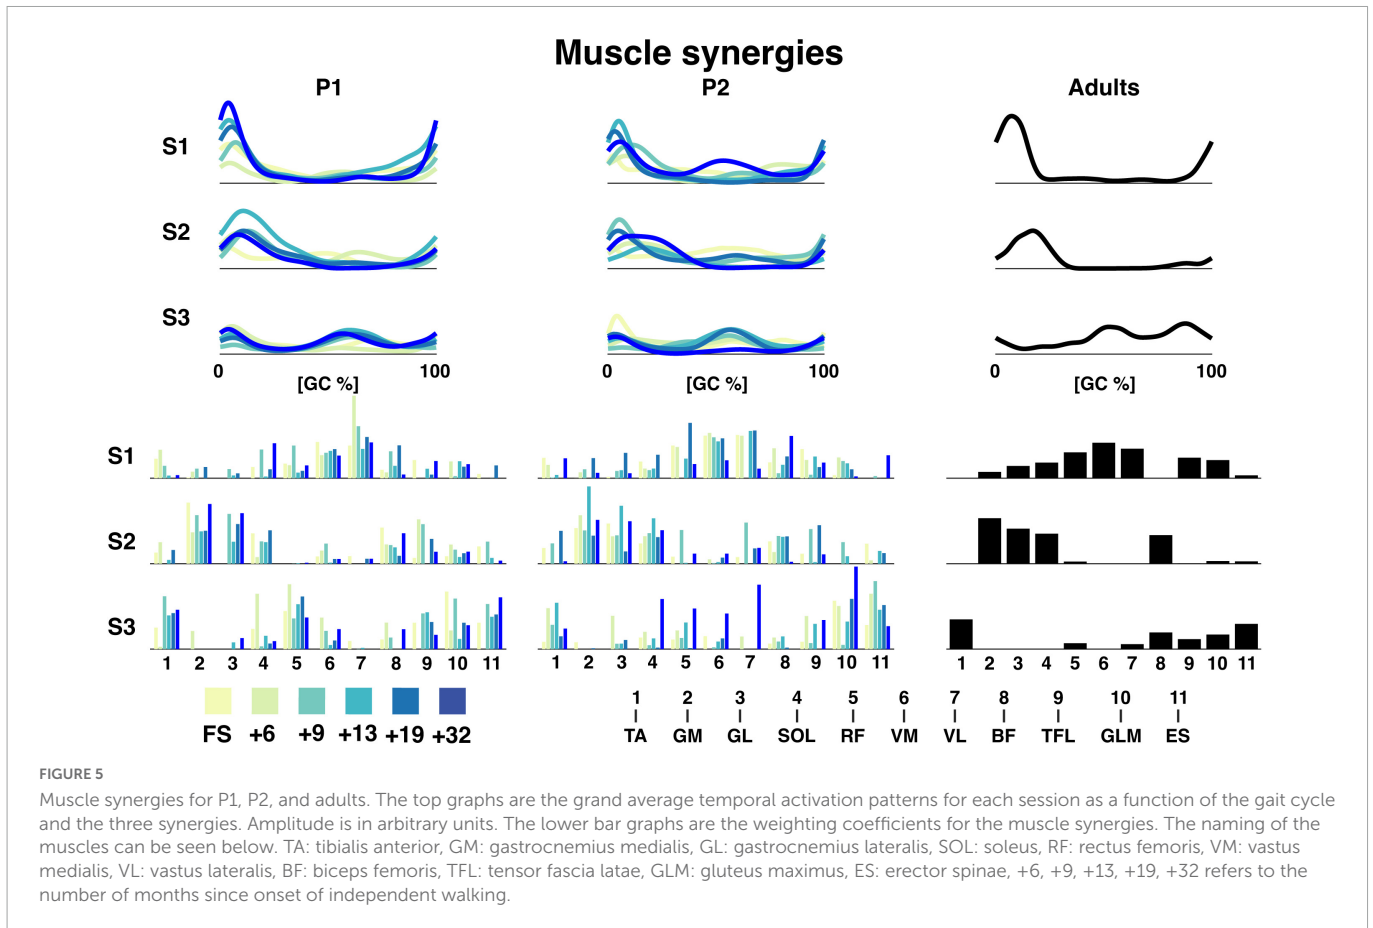 Muscle synergies
P1 P2 Adults
S1
S2
S3
0 100 0 100 0 100
[GC %] [GC %] [GC %]
S1
S2
S3
1 2 3 4 5 6 7 8 9 10 11 1 2 3 4 5 6 7 8 9 10 11 1 2 3 4 5 6 7 8 9 10 11
1 2 3 4 5 6 7 8 9 10 11
FS +6 +9 +13 +19 +32 TA GM GL SOL RF VM VL BF TFL GLM ES
FIGURE 5
Muscle synergies for P1, P2, and adults. The top graphs are the grand average temporal activation patterns for each session as a function of the gait cycle
and the three synergies. Amplitude is in arbitrary units. The lower bar graphs are the weighting coefficients for the muscle synergies. The naming of the
muscles can be seen below. TA: tibialis anterior, GM: gastrocnemius medialis, GL: gastrocnemius lateralis, SOL: soleus, RF: rectus femoris, VM: vastus
medialis, VL: vastus lateralis, BF: biceps femoris, TFL: tensor fascia latae, GLM: gluteus maximus, ES: erector spinae, +6, +9, +13, +19, +32 refers to the
number of months since onset of independent walking.